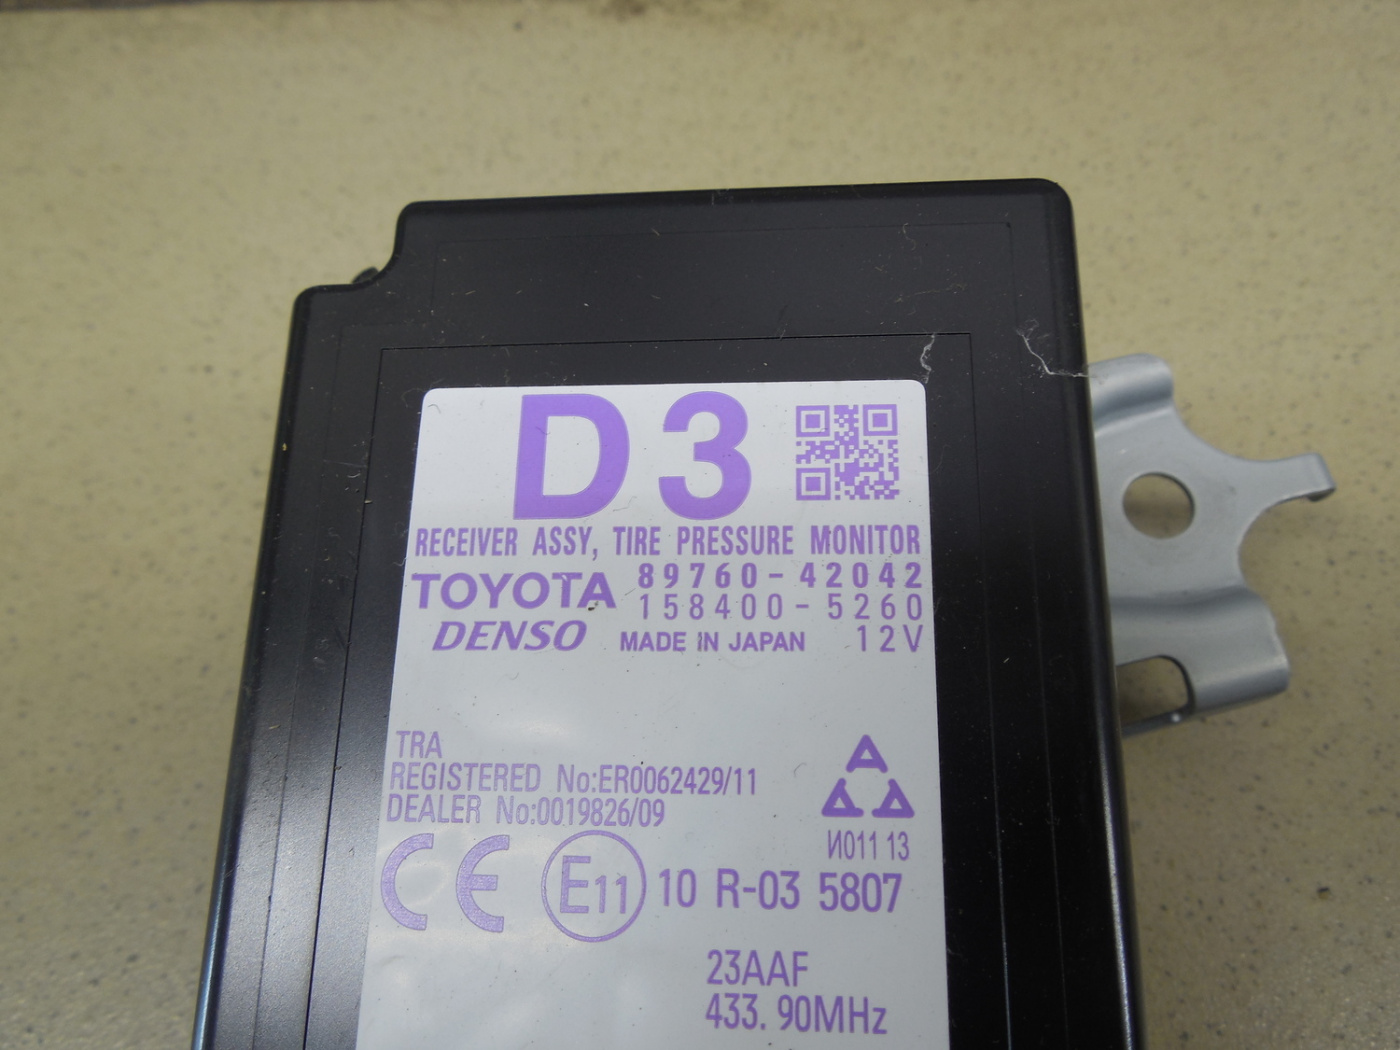 D3
RECEIVER ASSY, TIRE PRESSURE MONITOR
TOYOTA 89760-42042
158400-5260
DENSO MADE IN JAPAN 12V
TRA
REGISTERED No:ER0062429/11
DEALER No:0019826/09
A
A A
И011 13
CE E11 10 R-03 5807
23AAF
433.90MHz